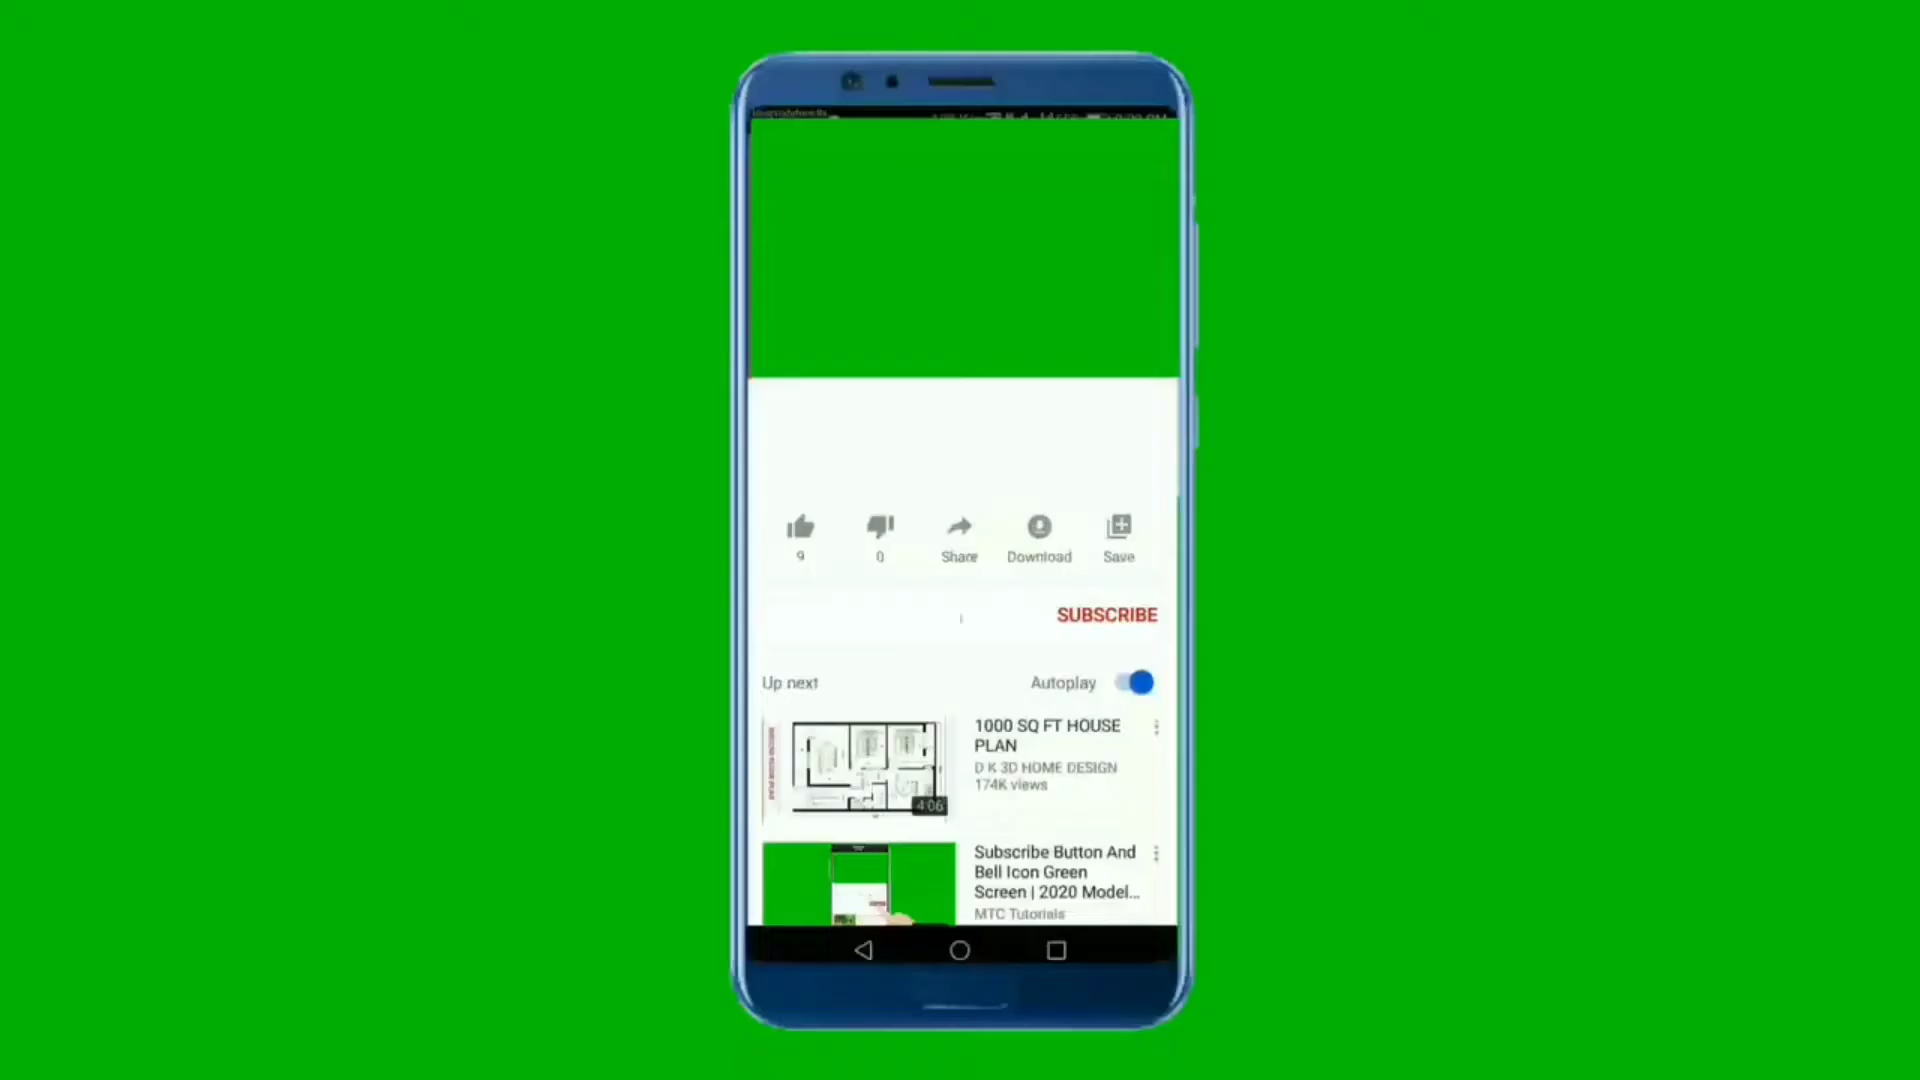 9
0
Share
Download
Save
SUBSCRIBE
Up next
Autoplay
1000 SQ FT HOUSE
PLAN
D K 3D HOME DESIGN
174K views
4:06
Subscribe Button And
Bell Icon Green
Screen | 2020 Model...
MTC Tutorials